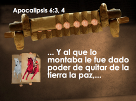 Apocalipsis 6:3, 4
... Y al que lo
montaba le fue dado
poder de quitar de la
tierra la paz,...